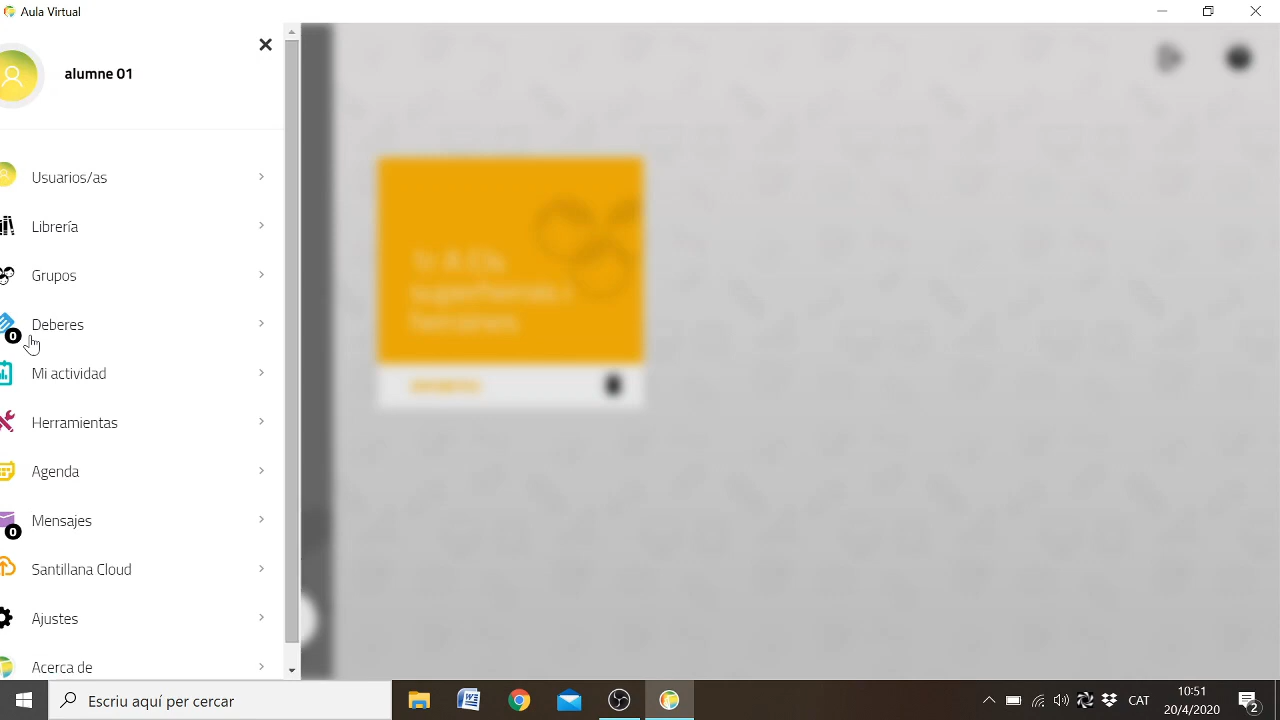 Aula Virtual
alumne 01
Usuarios/as
Librería
Grupos
Deberes
0
Mi actividad
Herramientas
Agenda
Mensajes
0
Santillana Cloud
Ajustes
Acerca de
Escriu aquí per cercar
CAT
10:51
20/4/2020
2